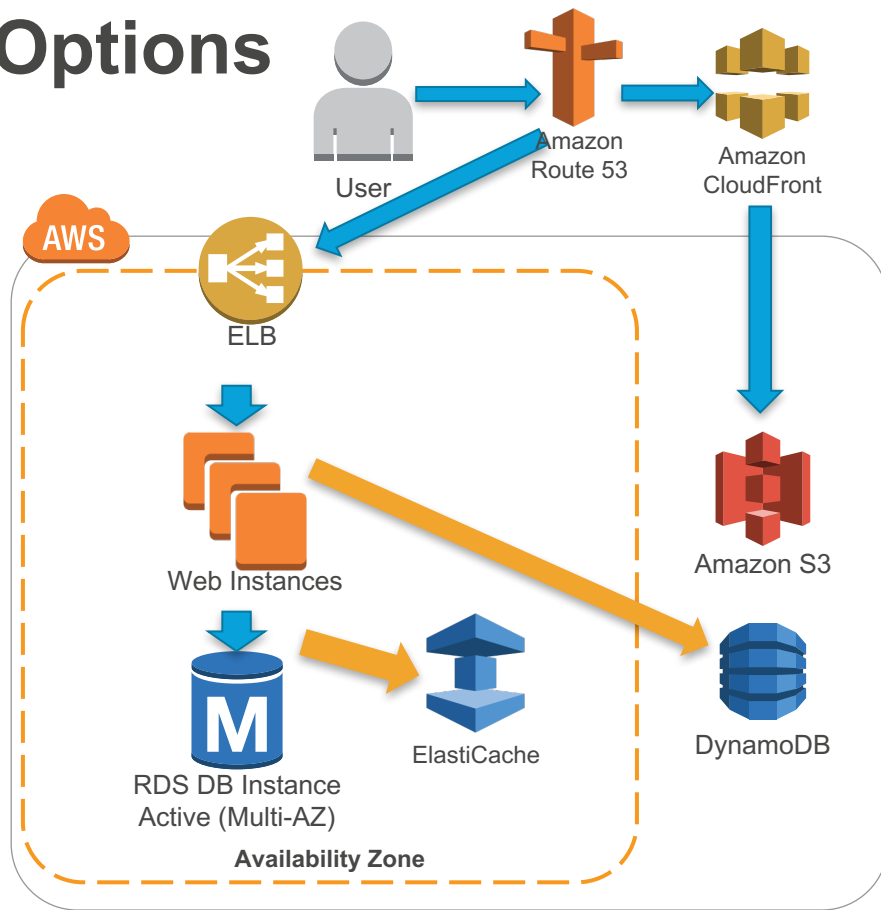 Options
User
Amazon
Route 53
Amazon
CloudFront
AWS
ELB
Web Instances
Amazon S3
M
RDS DB Instance
Active (Multi-AZ)
ElastiCache
DynamoDB
Availability Zone